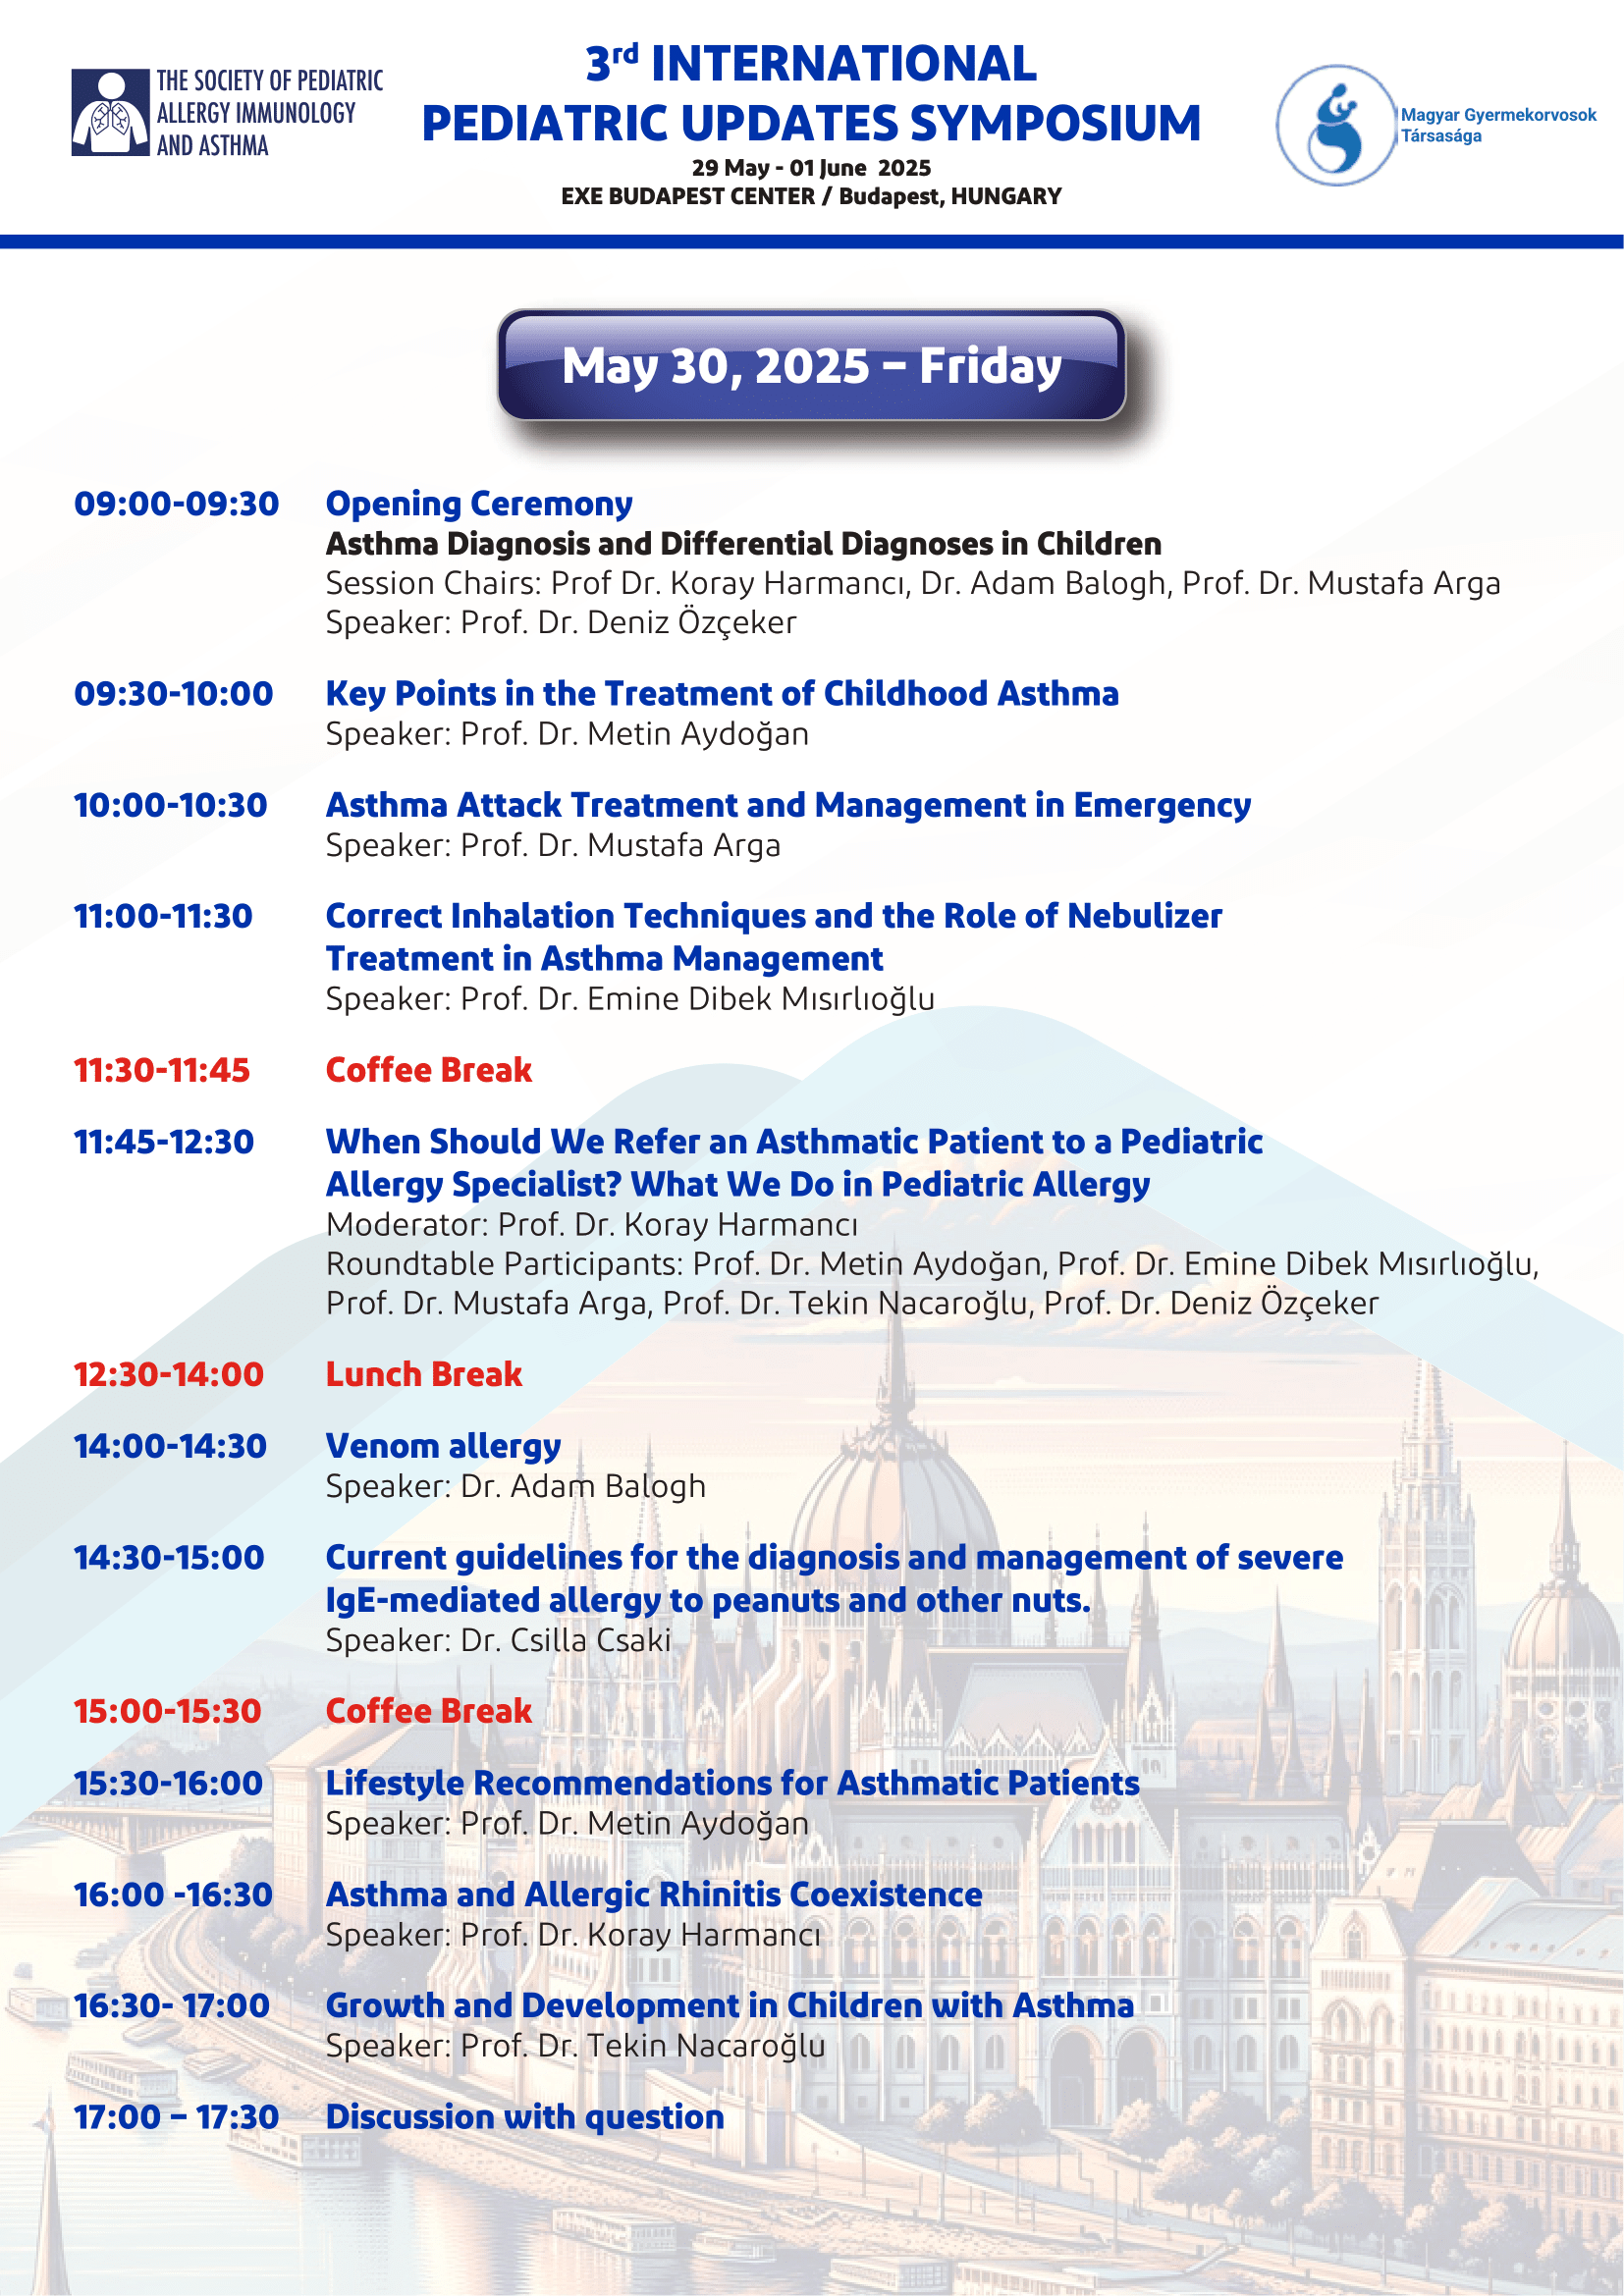 THE SOCIETY OF PEDIATRIC
ALLERGY IMMUNOLOGY
AND ASTHMA
3rd INTERNATIONAL
PEDIATRIC UPDATES SYMPOSIUM
29 May - 01 June 2025
EXE BUDAPEST CENTER / Budapest, HUNGARY
Magyar Gyermekorvosok
Társasága
May 30, 2025 – Friday
09:00-09:30 Opening Ceremony
Asthma Diagnosis and Differential Diagnoses in Children
Session Chairs: Prof Dr. Koray Harmancı, Dr. Adam Balogh, Prof. Dr. Mustafa Arga
Speaker: Prof. Dr. Deniz Özçeker
09:30-10:00 Key Points in the Treatment of Childhood Asthma
Speaker: Prof. Dr. Metin Aydoğan
10:00-10:30 Asthma Attack Treatment and Management in Emergency
Speaker: Prof. Dr. Mustafa Arga
11:00-11:30 Correct Inhalation Techniques and the Role of Nebulizer
Treatment in Asthma Management
Speaker: Prof. Dr. Emine Dibek Mısırlıoğlu
11:30-11:45 Coffee Break
11:45-12:30 When Should We Refer an Asthmatic Patient to a Pediatric
Allergy Specialist? What We Do in Pediatric Allergy
Moderator: Prof. Dr. Koray Harmancı
Roundtable Participants: Prof. Dr. Metin Aydoğan, Prof. Dr. Emine Dibek Mısırlıoğlu,
Prof. Dr. Mustafa Arga, Prof. Dr. Tekin Nacaroğlu, Prof. Dr. Deniz Özçeker
12:30-14:00 Lunch Break
14:00-14:30 Venom allergy
Speaker: Dr. Adam Balogh
14:30-15:00 Current guidelines for the diagnosis and management of severe
IgE-mediated allergy to peanuts and other nuts.
Speaker: Dr. Csilla Csaki
15:00-15:30 Coffee Break
15:30-16:00 Lifestyle Recommendations for Asthmatic Patients
Speaker: Prof. Dr. Metin Aydoğan
16:00 -16:30 Asthma and Allergic Rhinitis Coexistence
Speaker: Prof. Dr. Koray Harmancı
16:30- 17:00 Growth and Development in Children with Asthma
Speaker: Prof. Dr. Tekin Nacaroğlu
17:00 – 17:30 Discussion with question